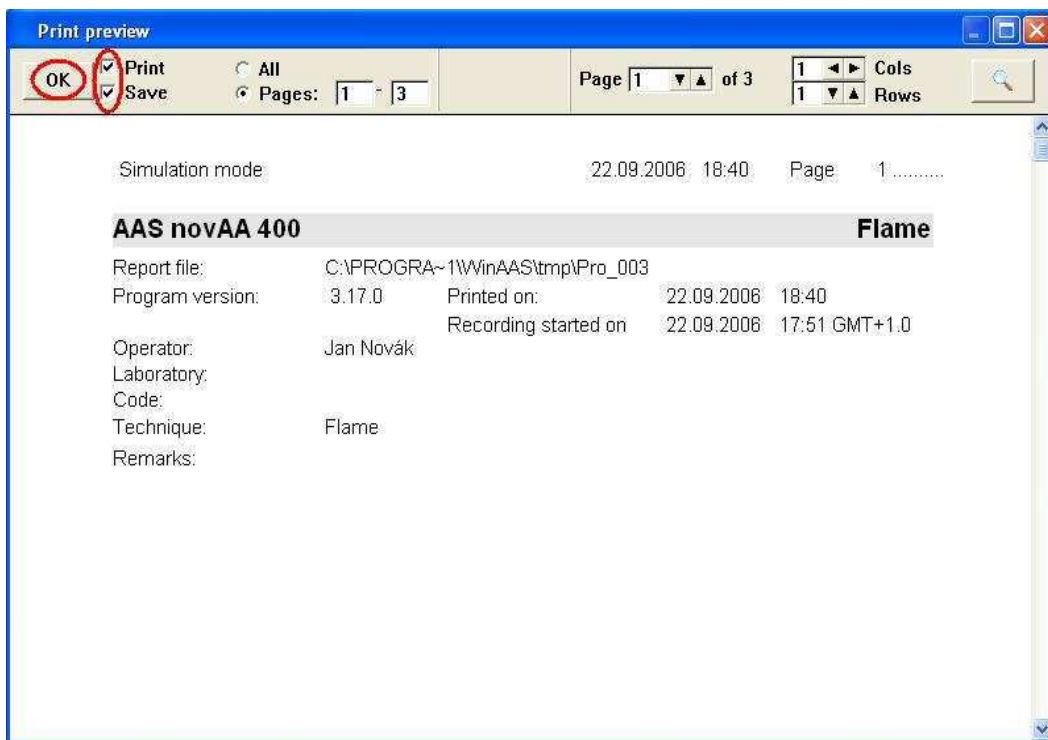 Print preview
OK Print All Page 1 of 3 1 Cols
Save Pages: 1 - 3 1 Rows
Simulation mode 22.09.2006 18:40 Page 1 ..........
AAS novAA 400 Flame
Report file: C:\PROGRA~1\WinAAS\tmp\Pro_003
Program version: 3.17.0 Printed on: 22.09.2006 18:40
Recording started on 22.09.2006 17:51 GMT+1.0
Operator: Jan Novák
Laboratory:
Code:
Technique: Flame
Remarks: